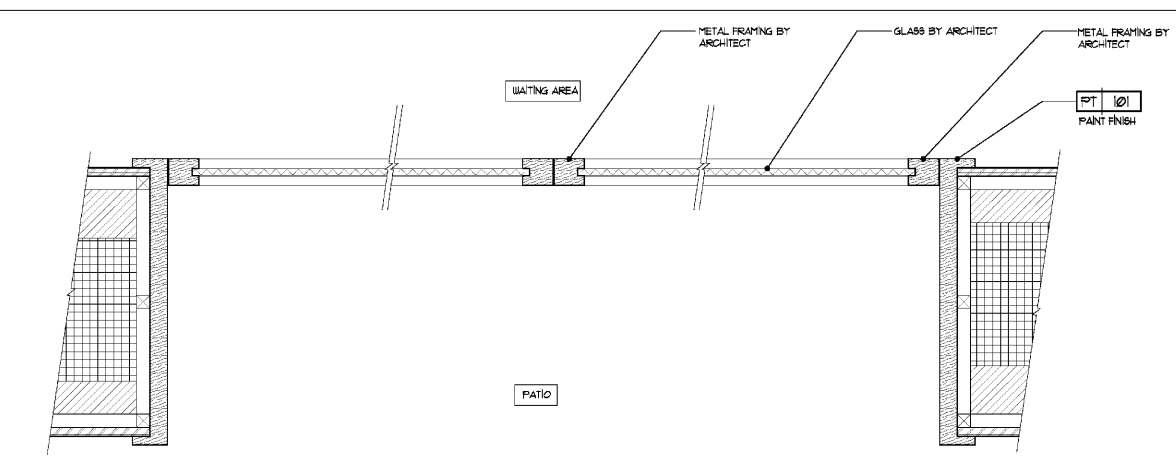 METAL FRAMING BY
ARCHITECT
GLASS BY ARCHITECT
METAL FRAMING BY
ARCHITECT
WAITING AREA
PT 101
PAINT FINISH
PATIO